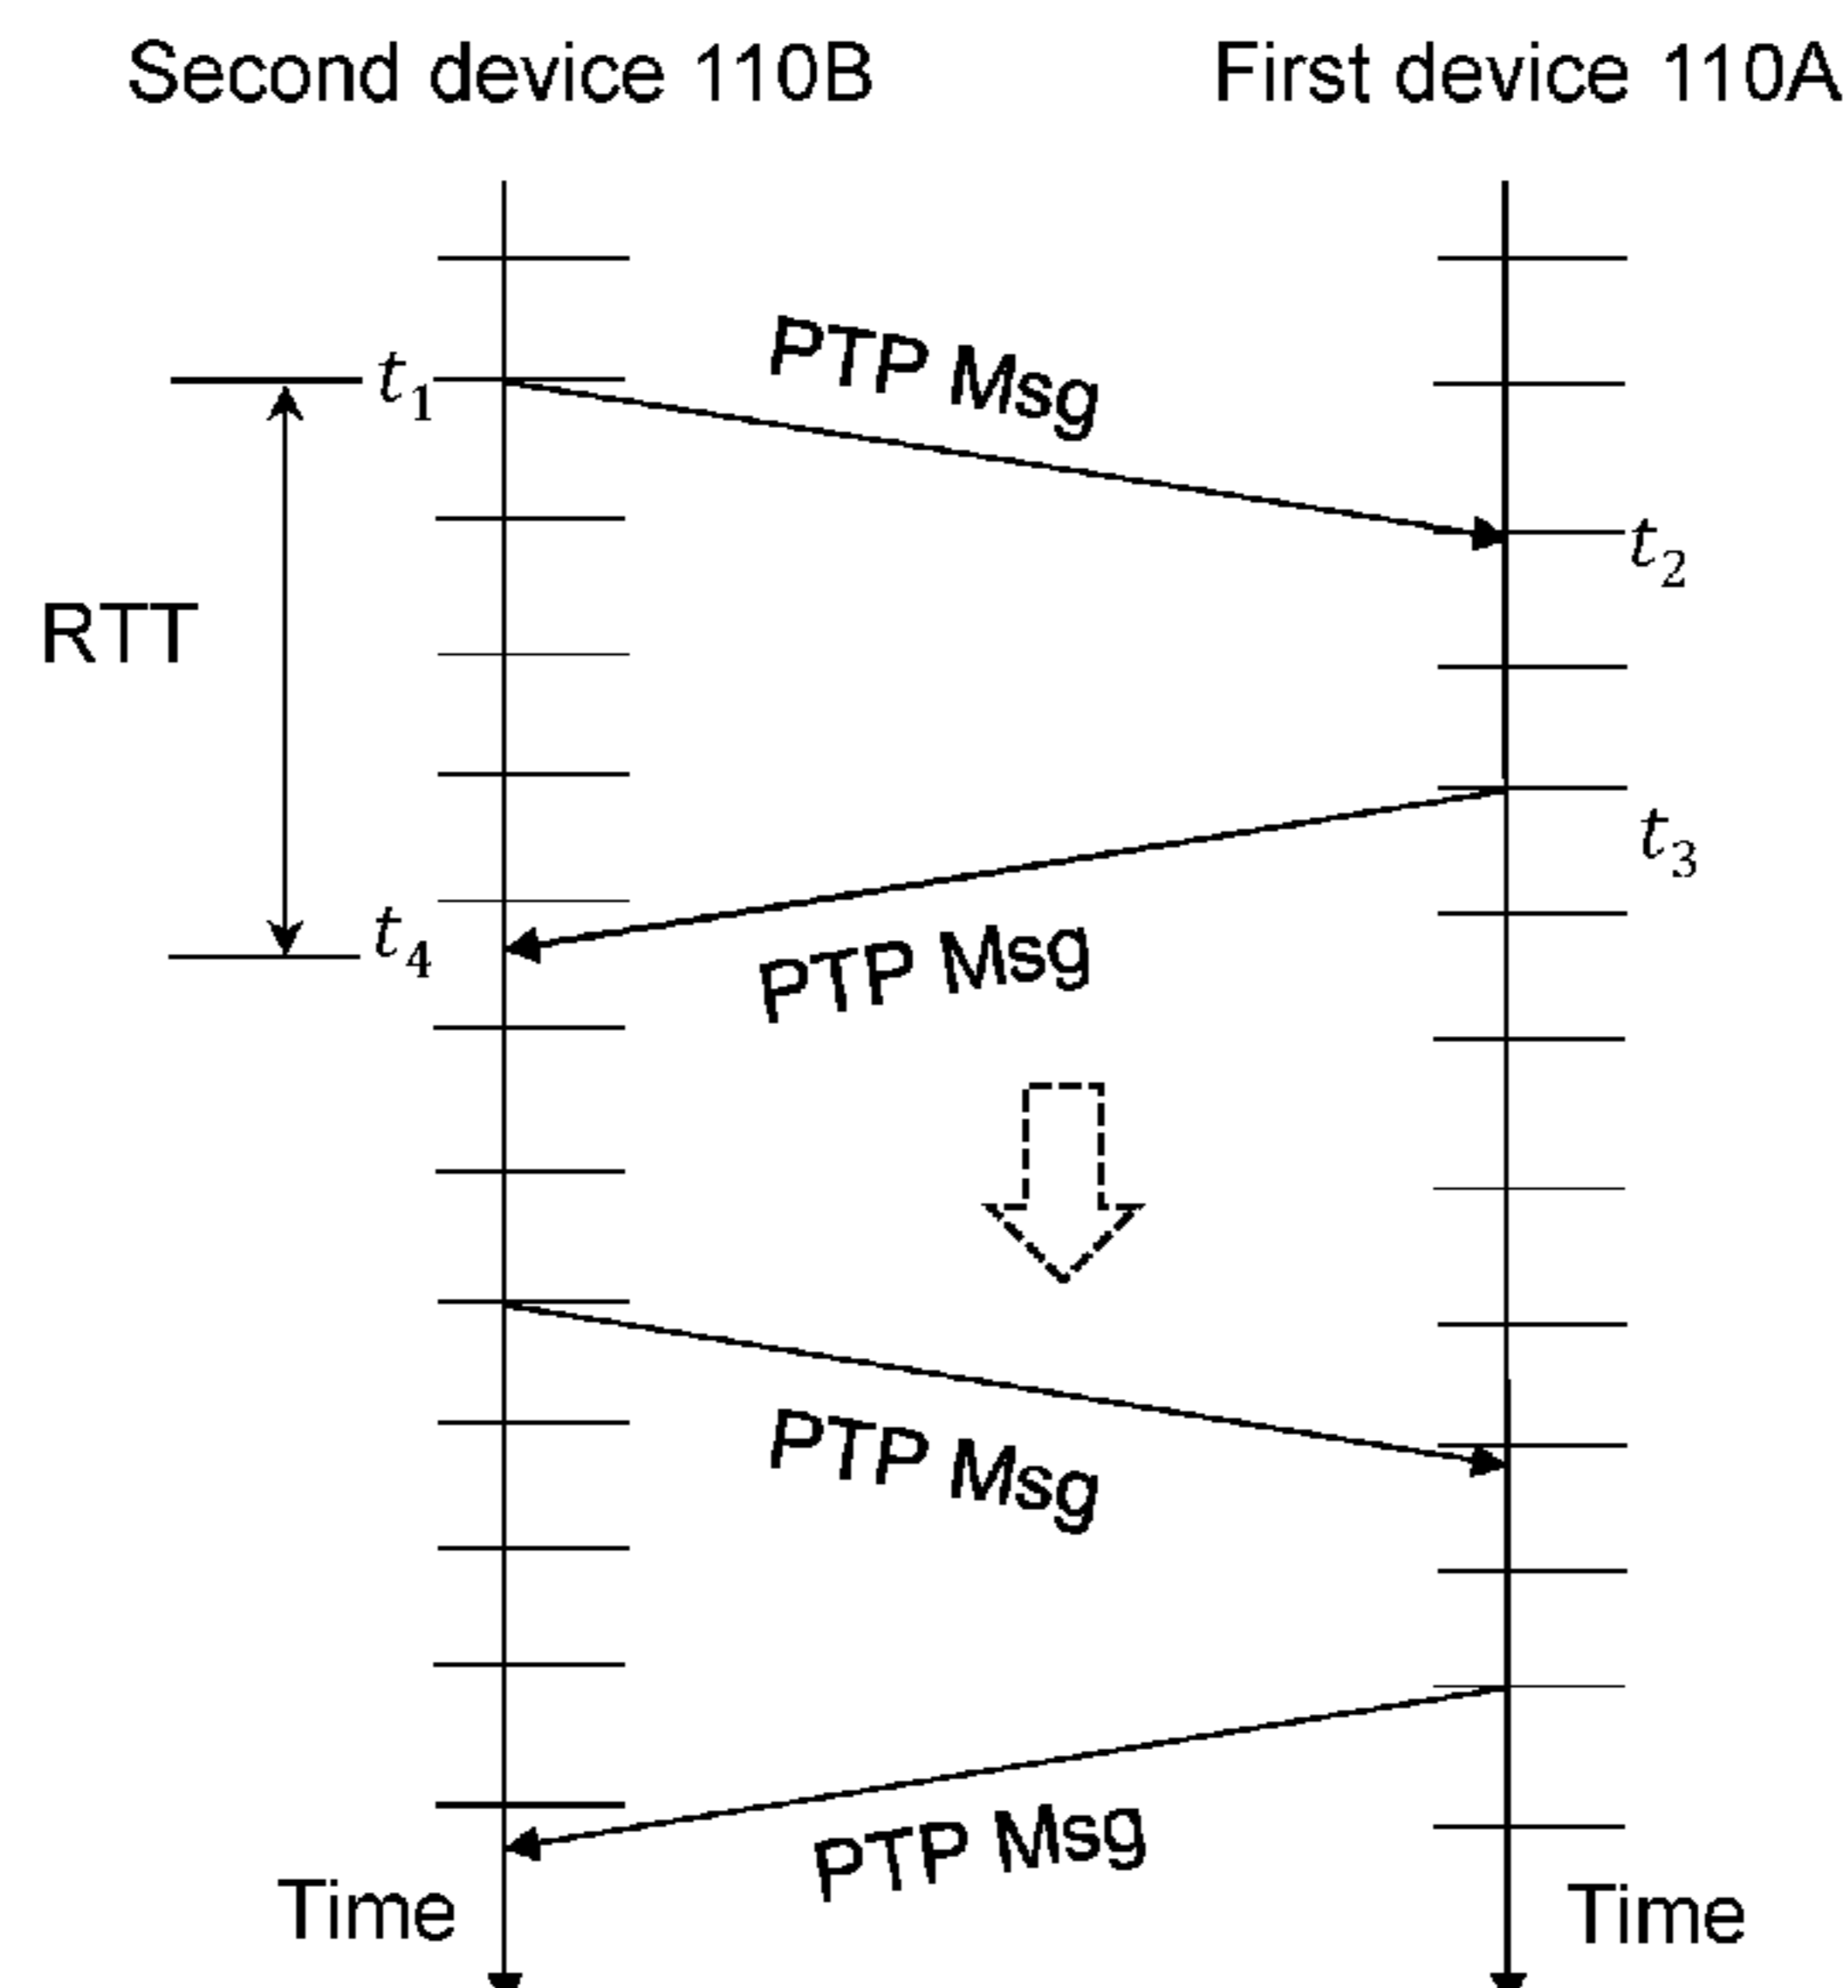 Second device 110B
First device 110A
PTP Msg
t1
t2
RTT
t3
t4
PTP Msg
PTP Msg
PTP Msg
Time
Time